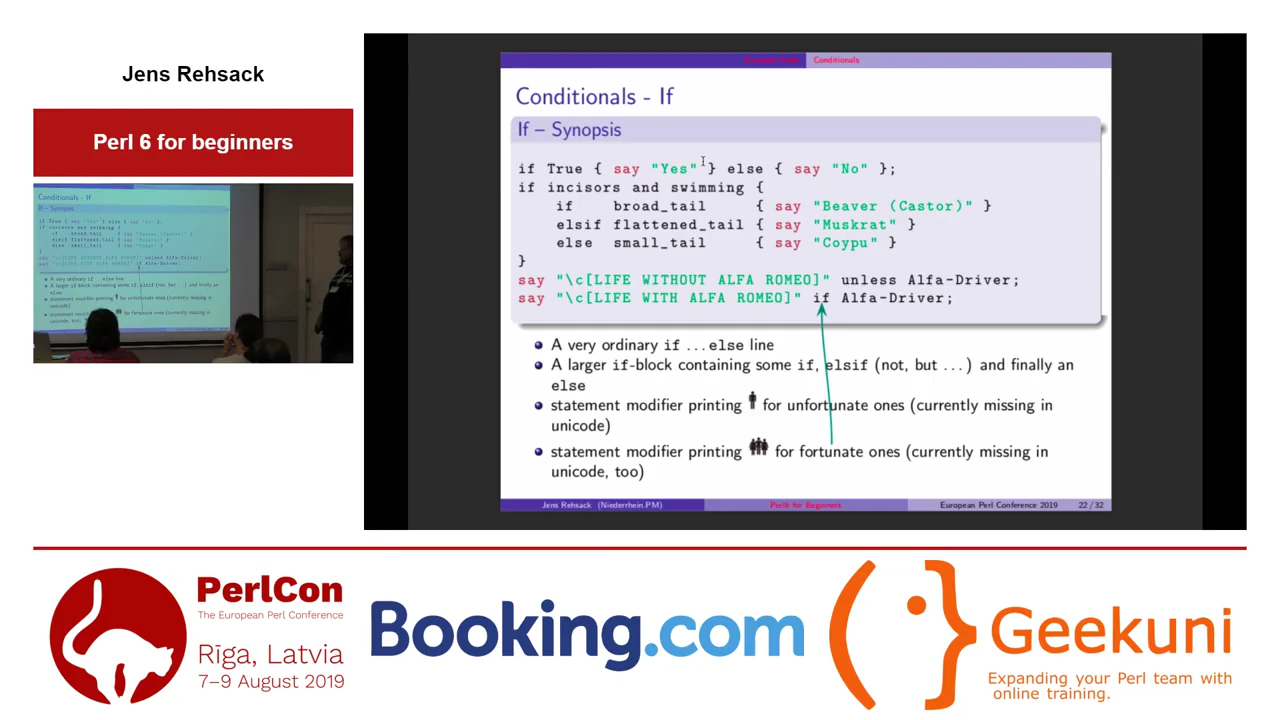 Jens Rehsack
Perl 6 for beginners
Conditionals
Conditionals - If
If – Synopsis
if True { say "Yes" } else { say "No" };
if incisors and swimming {
if broad_tail { say "Beaver (Castor)" }
elsif flattened_tail { say "Muskrat" }
else small_tail { say "Coypu" }
}
say "\c[LIFE WITHOUT ALFA ROMEO]" unless Alfa-Driver;
say "\c[LIFE WITH ALFA ROMEO]" if Alfa-Driver;
A very ordinary if ...else line
A larger if-block containing some if, elsif (not, but ...) and finally an
else
statement modifier printing for unfortunate ones (currently missing in
unicode)
statement modifier printing for fortunate ones (currently missing in
unicode, too)
Jens Rehsack (Niederrhein.PM) Perl6 for Beginners European Perl Conference 2019 22 / 32
PerlCon
The European Perl Conference
Rīga, Latvia
7–9 August 2019
Booking.com
Geekuni
Expanding your Perl team with
online training.